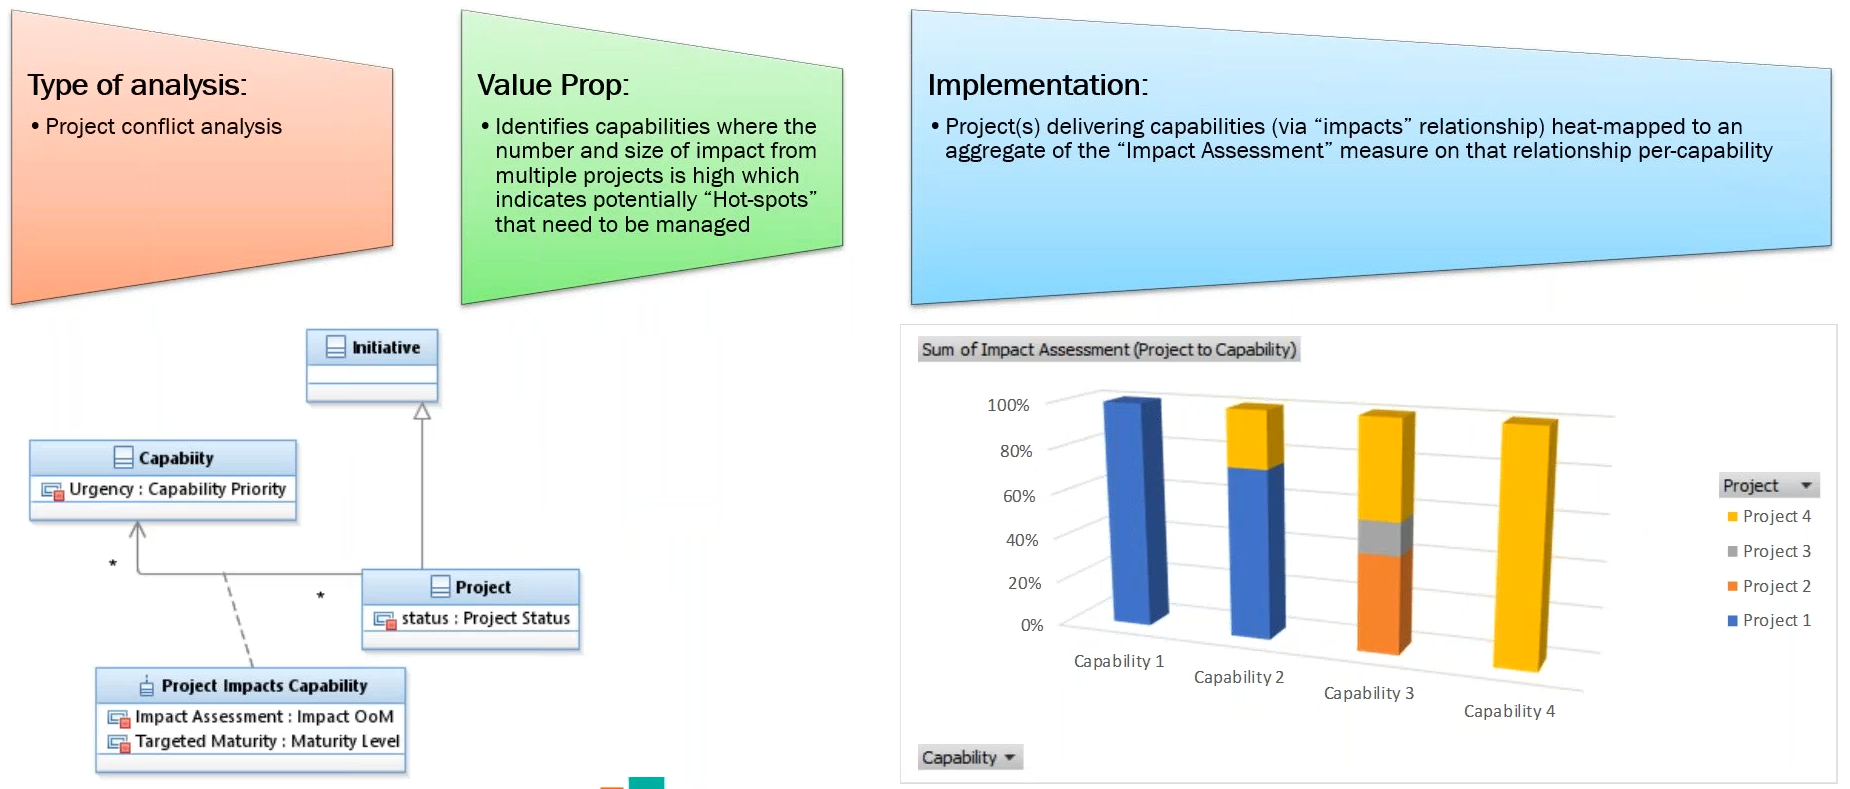 Type of analysis:
• Project conflict analysis
Value Prop:
• Identifies capabilities where the
number and size of impact from
multiple projects is high which
indicates potentially “Hot-spots”
that need to be managed
Implementation:
• Project(s) delivering capabilities (via “impacts” relationship) heat-mapped to an
aggregate of the “Impact Assessment” measure on that relationship per-capability
Initiative
Capabiity
Urgency : Capability Priority
*
*
Project
status : Project Status
Project Impacts Capability
Impact Assessment : Impact OoM
Targeted Maturity : Maturity Level
Sum of Impact Assessment (Project to Capability)
100%
80%
60%
40%
20%
0%
Capability 1
Capability 2
Capability 3
Capability 4
Project
Project 4
Project 3
Project 2
Project 1
Capability